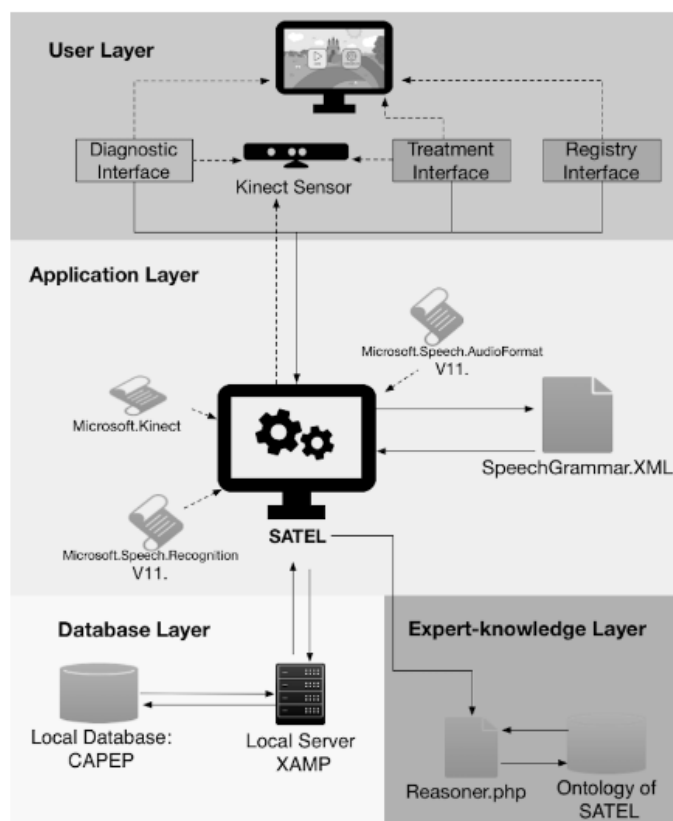 User Layer
Diagnostic
Interface
Kinect Sensor
Treatment
Interface
Registry
Interface
Application Layer
Microsoft.Speech.AudioFormat
V11.
Microsoft.Kinect
SpeechGrammar.XML
Microsoft.Speech.Recognition
V11.
SATEL
Database Layer
Expert-knowledge Layer
Local Database:
CAPEP
Local Server
XAMP
Reasoner.php
Ontology of
SATEL